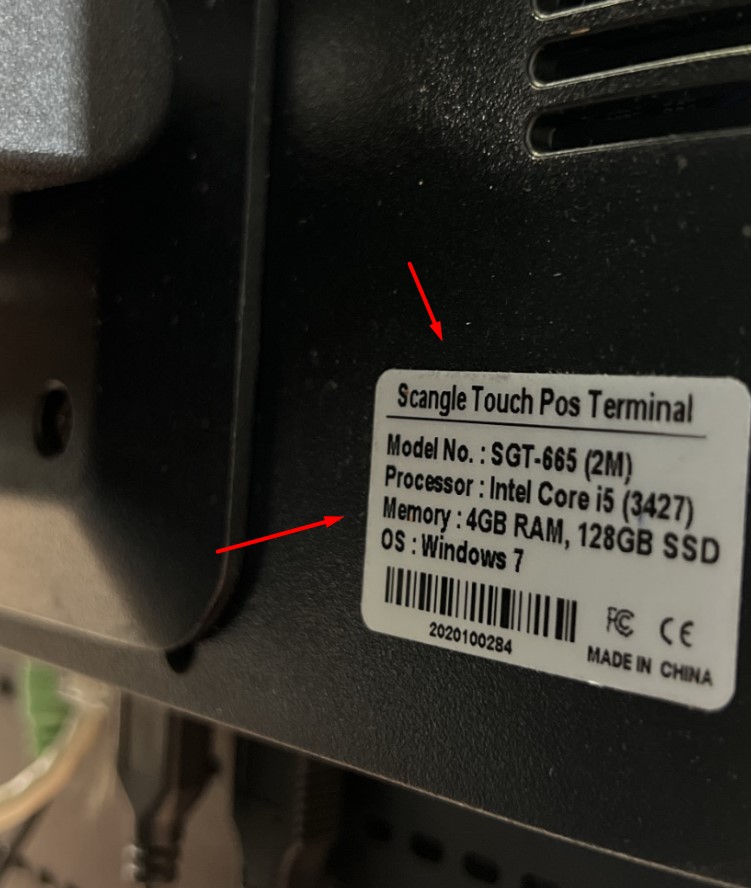 Scangle Touch Pos Terminal
Model No. : SGT-665 (2M)
Processor : Intel Core i5 (3427)
Memory : 4GB RAM, 128GB SSD
OS : Windows 7
2020100284
FC CE
MADE IN CHINA